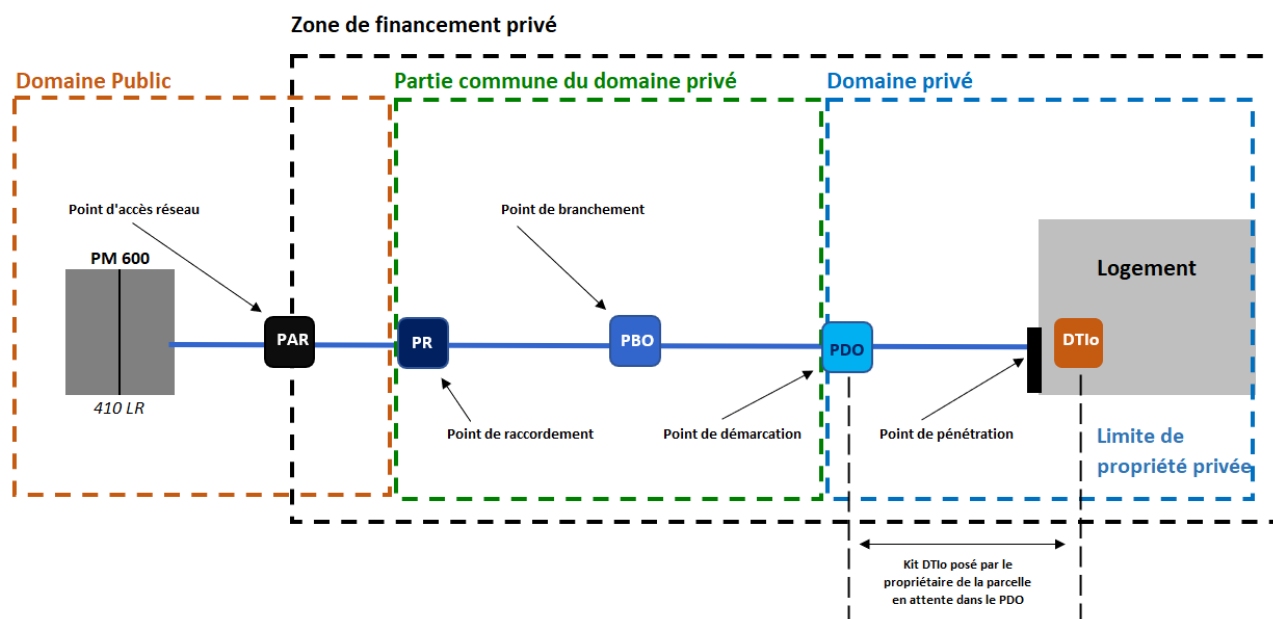 Zone de financement privé
Domaine Public
Partie commune du domaine privé
Domaine privé
Point d'accès réseau
Point de branchement
PM 600
Logement
PAR
PR
PBO
PDO
DTIo
410 LR
Point de raccordement
Point de démarcation
Point de pénétration
Limite de
propriété privée
Kit DTIo posé par le
propriétaire de la parcelle
en attente dans le PDO